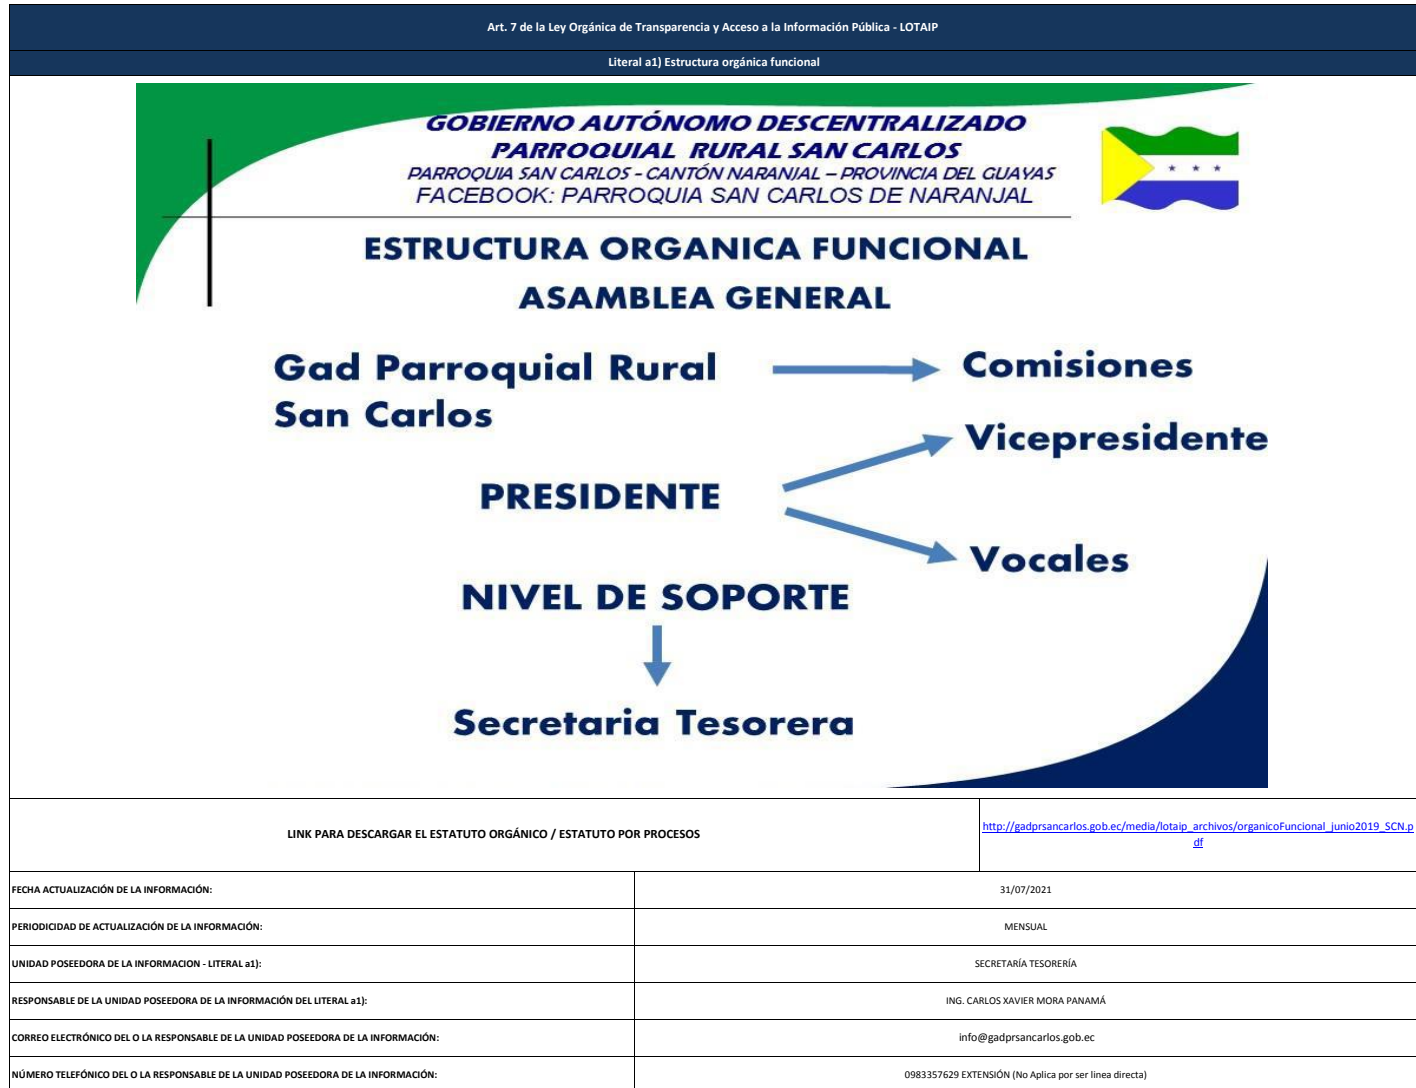 Art. 7 de la Ley Orgánica de Transparencia y Acceso a la Información Pública - LOTAIP
Literal a1) Estructura orgánica funcional
GOBIERNO AUTÓNOMO DESCENTRALIZADO
PARROQUIAL RURAL SAN CARLOS
PARROQUIA SAN CARLOS - CANTÓN NARANJAL – PROVINCIA DEL GUAYAS
FACEBOOK: PARROQUIA SAN CARLOS DE NARANJAL
ESTRUCTURA ORGANICA FUNCIONAL
ASAMBLEA GENERAL
Gad Parroquial Rural
San Carlos
Comisiones
Vicepresidente
PRESIDENTE
Vocales
NIVEL DE SOPORTE
Secretaria Tesorera
LINK PARA DESCARGAR EL ESTATUTO ORGÁNICO / ESTATUTO POR PROCESOS
http://gadprsancarlos.gob.ec/media/lotaip_archivos/organicoFuncional_junio2019_SCN.p
df
FECHA ACTUALIZACIÓN DE LA INFORMACIÓN: 31/07/2021
PERIODICIDAD DE ACTUALIZACIÓN DE LA INFORMACIÓN: MENSUAL
UNIDAD POSEEDORA DE LA INFORMACION - LITERAL a1): SECRETARÍA TESORERÍA
RESPONSABLE DE LA UNIDAD POSEEDORA DE LA INFORMACIÓN DEL LITERAL a1): ING. CARLOS XAVIER MORA PANAMÁ
CORREO ELECTRÓNICO DEL O LA RESPONSABLE DE LA UNIDAD POSEEDORA DE LA INFORMACIÓN: info@gadprsancarlos.gob.ec
NÚMERO TELEFÓNICO DEL O LA RESPONSABLE DE LA UNIDAD POSEEDORA DE LA INFORMACIÓN: 0983357629 EXTENSIÓN (No Aplica por ser linea directa)